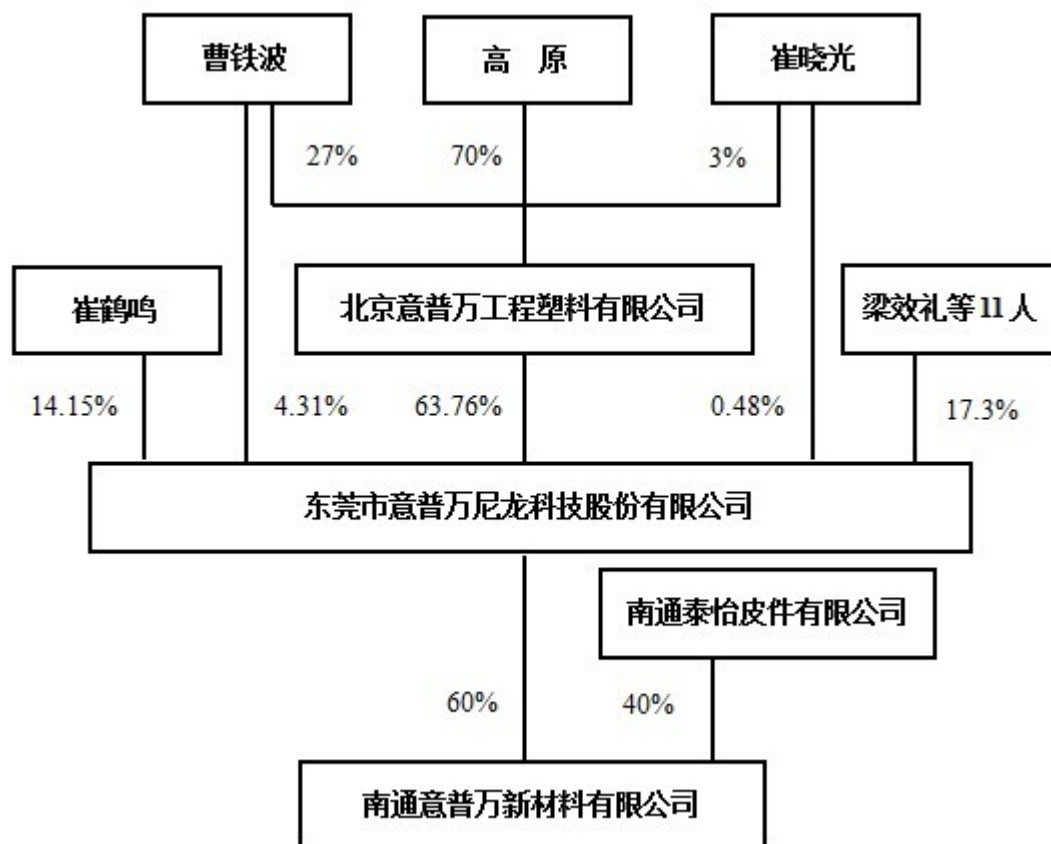 曹铁波
高 原
崔晓光
27%
70%
3%
崔鹤鸣
北京意普万工程塑料有限公司
梁效礼等11人
14.15%
4.31%
63.76%
0.48%
17.3%
东莞市意普万尼龙科技股份有限公司
南通泰怡皮件有限公司
60%
40%
南通意普万新材料有限公司